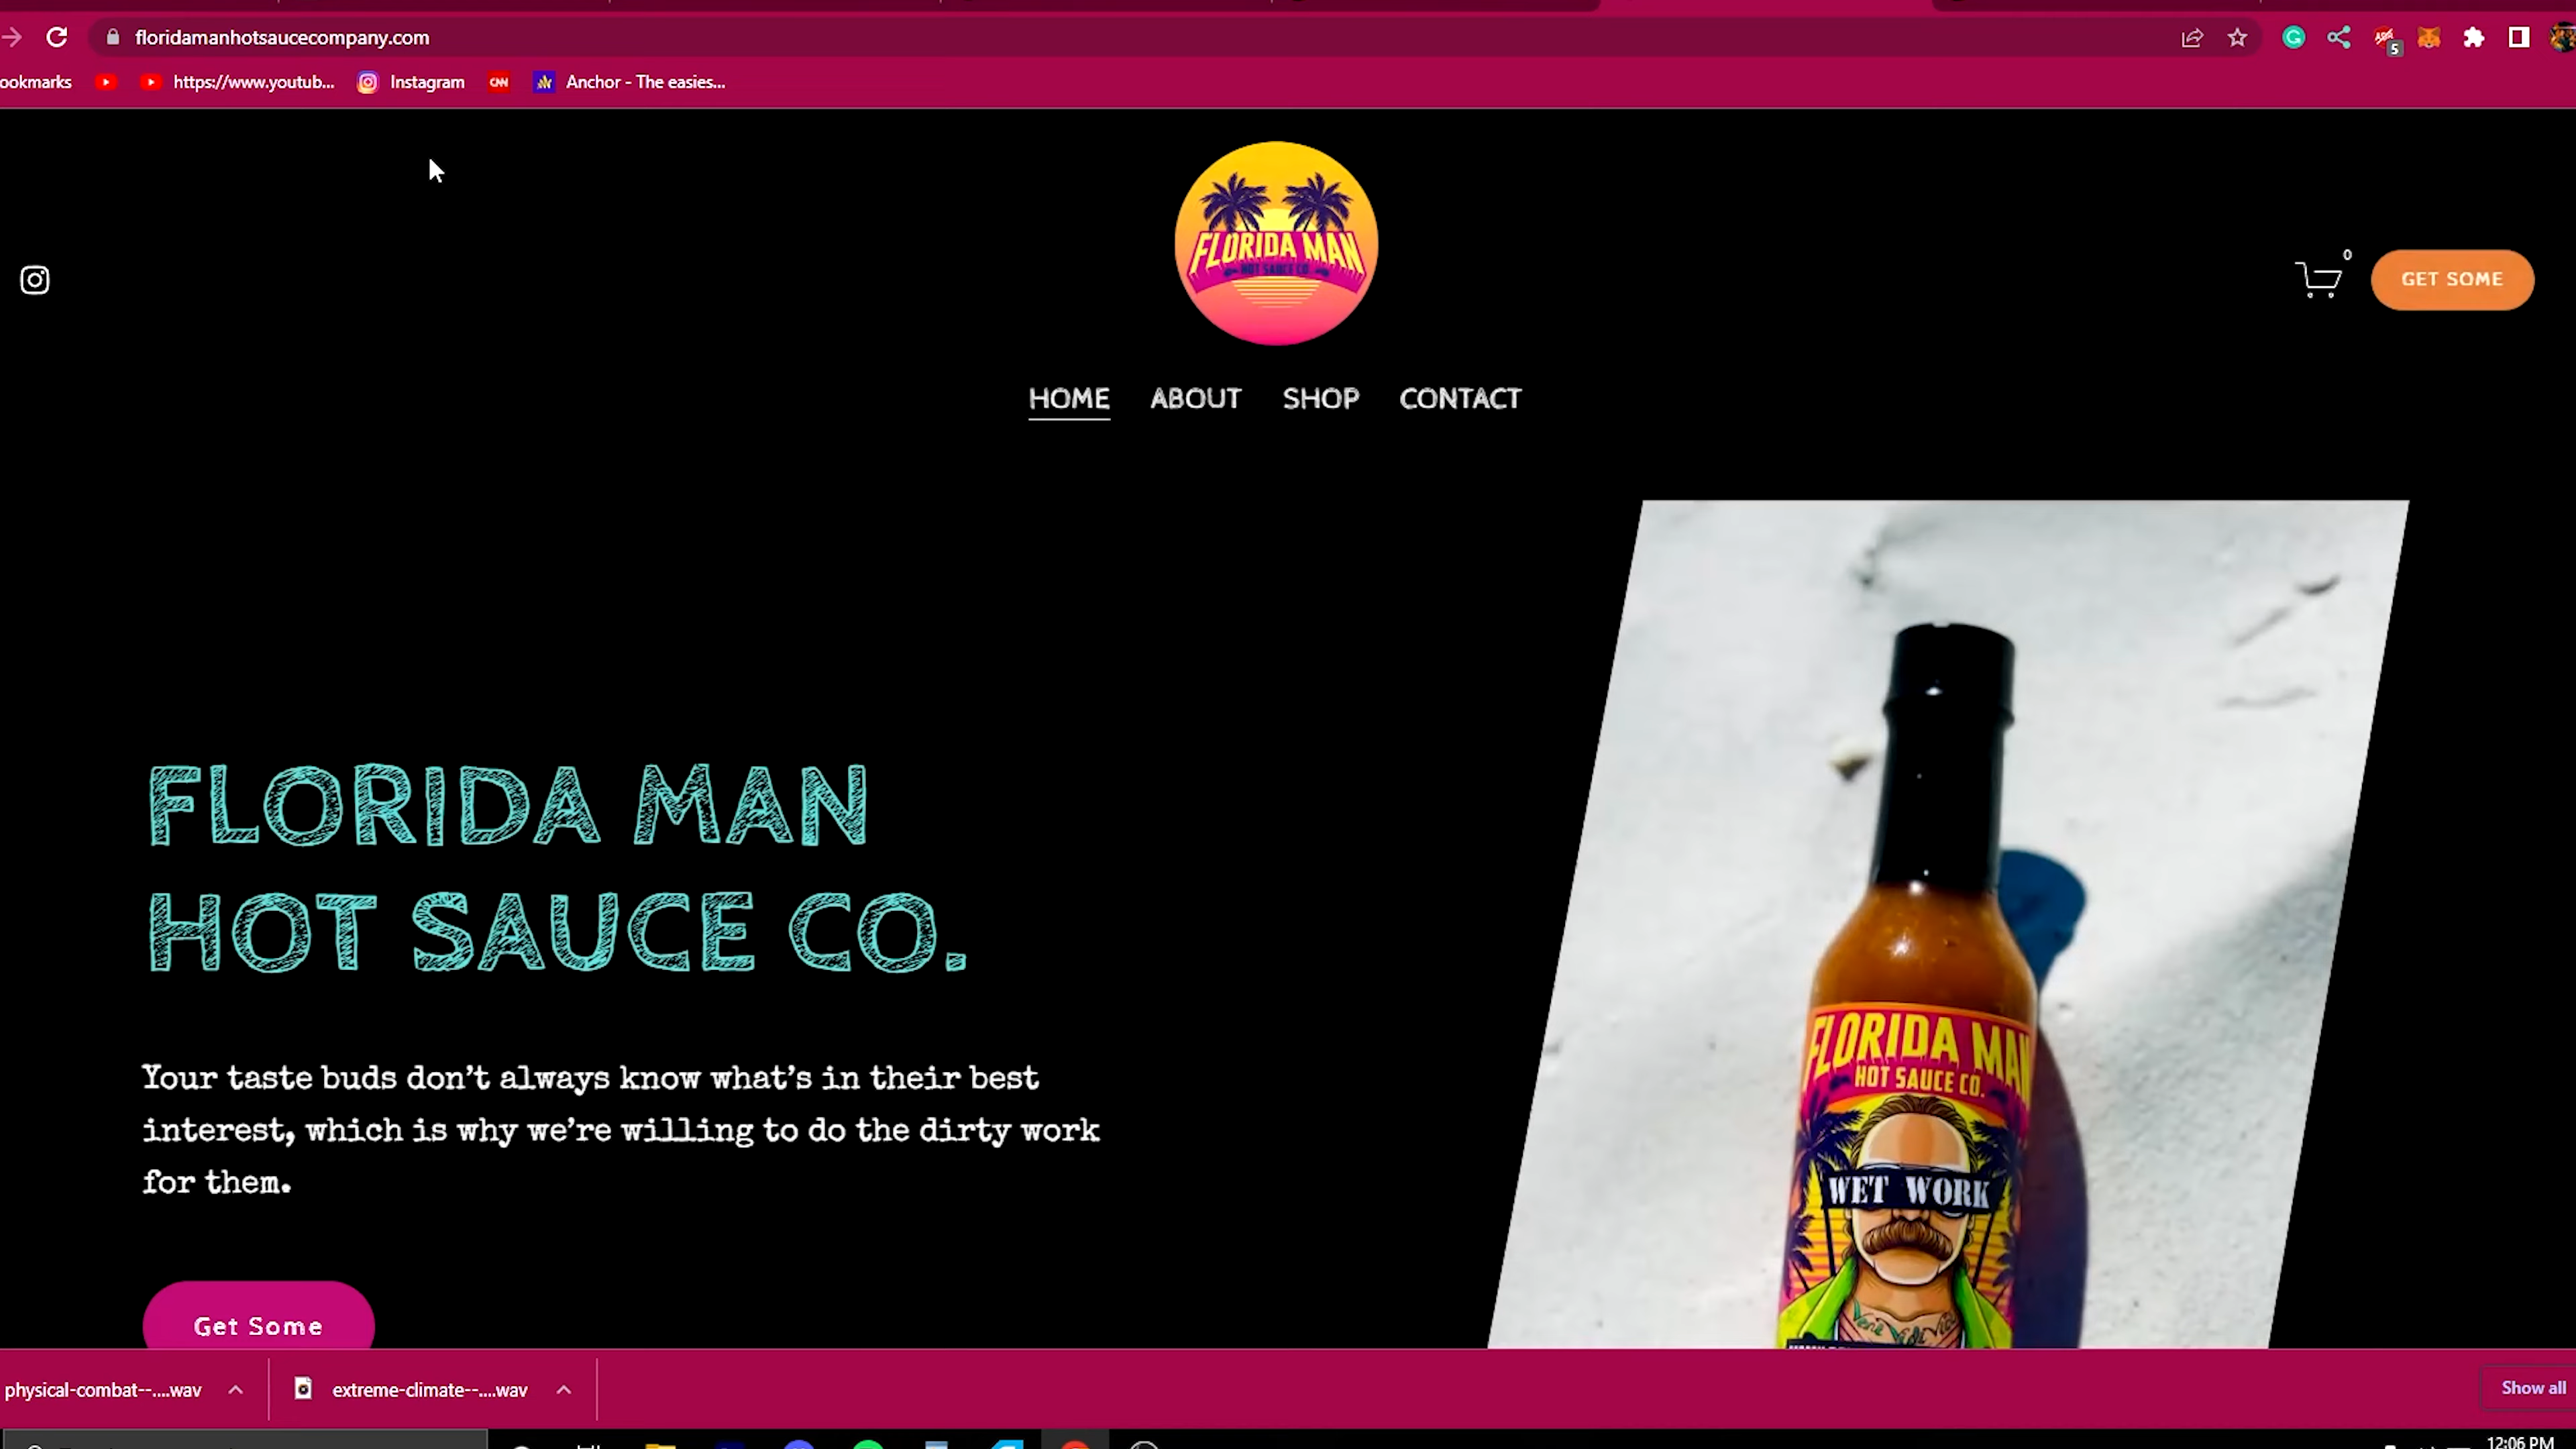 floridamanhotsaucecompany.com
5
ookmarks https://www.youtub... Instagram CNN Anchor - The easies...
FLORIDA MAN
HOT SAUCE CO.
0
GET SOME
HOME ABOUT SHOP CONTACT
FLORIDA MAN
HOT SAUCE CO.
Your taste buds don’t always know what’s in their best
interest, which is why we’re willing to do the dirty work
for them.
Get Some
FLORIDA MAN
HOT SAUCE CO.
WET WORK
physical-combat--....wav extreme-climate--....wav Show all
12:06 PM